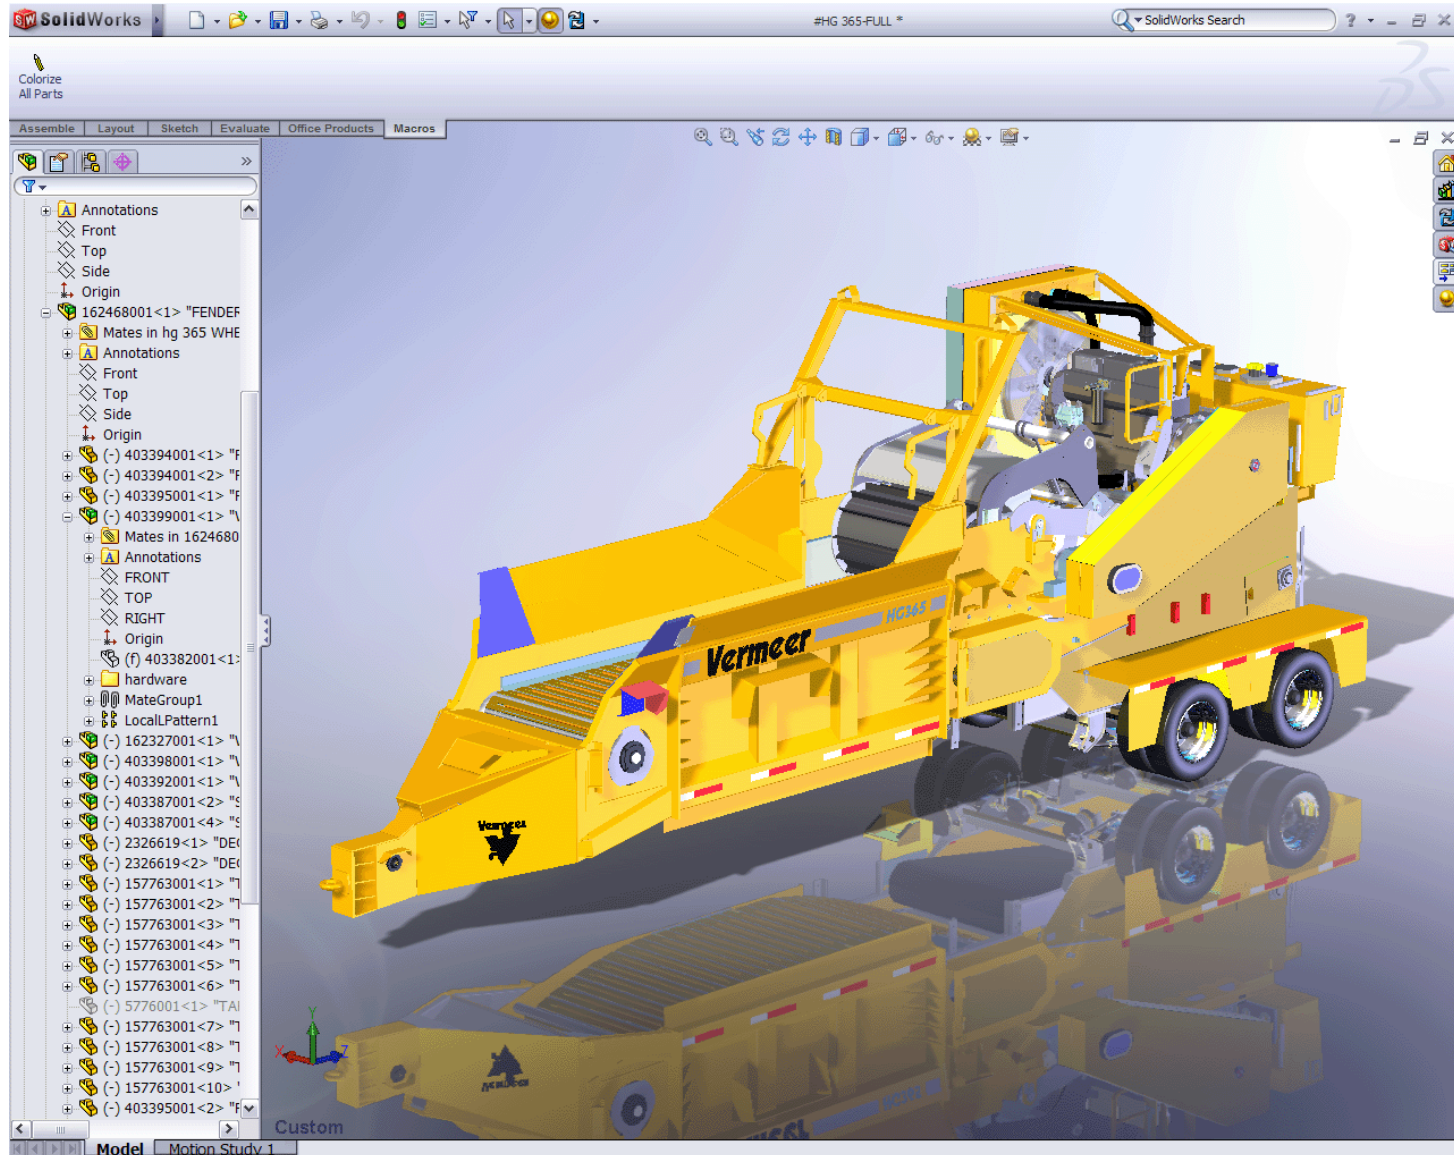 SolidWorks
#HG 365-FULL *
SolidWorks Search
Colorize
All Parts
Assemble
Layout
Sketch
Evaluate
Office Products
Macros
Annotations
Front
Top
Side
Origin
162468001<1> "FENDER
Mates in hg 365 WHE
Annotations
Front
Top
Side
Origin
(-) 403394001<1> "F
(-) 403394001<2> "F
(-) 403395001<1> "F
(-) 403399001<1> "\
Mates in 1624680
Annotations
FRONT
TOP
RIGHT
Origin
(f) 403382001<1>
hardware
MateGroup1
LocalLPattern1
(-) 162327001<1> "\
(-) 403398001<1> "\
(-) 403392001<1> "\
(-) 403387001<2> "S
(-) 403387001<4> "S
(-) 2326619<1> "DE(
(-) 2326619<2> "DE(
(-) 157763001<1> "T
(-) 157763001<2> "T
(-) 157763001<3> "T
(-) 157763001<4> "T
(-) 157763001<5> "T
(-) 157763001<6> "T
(-) 5776001<1> "TAI
(-) 157763001<7> "T
(-) 157763001<8> "T
(-) 157763001<9> "T
(-) 157763001<10> '
(-) 403395001<2> "F
HG365
Vermeer
Vermeer
X
Y
Z
Custom
Model
Motion Study 1